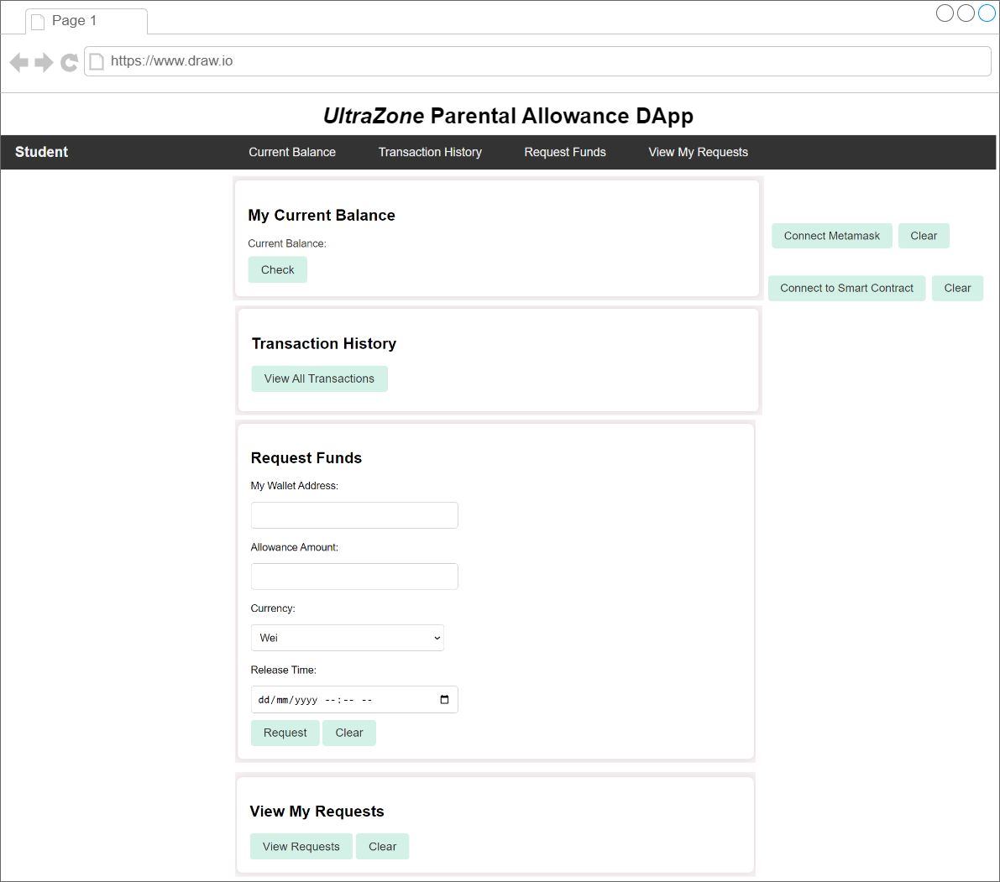 Page 1
https://www.draw.io
UltraZone Parental Allowance DApp
Student Current Balance Transaction History Request Funds View My Requests
My Current Balance
Current Balance:
Check
Connect Metamask Clear
Connect to Smart Contract Clear
Transaction History
View All Transactions
Request Funds
My Wallet Address:
Allowance Amount:
Currency:
Wei
Release Time:
dd/mm/yyyy --:-- --
Request Clear
View My Requests
View Requests Clear